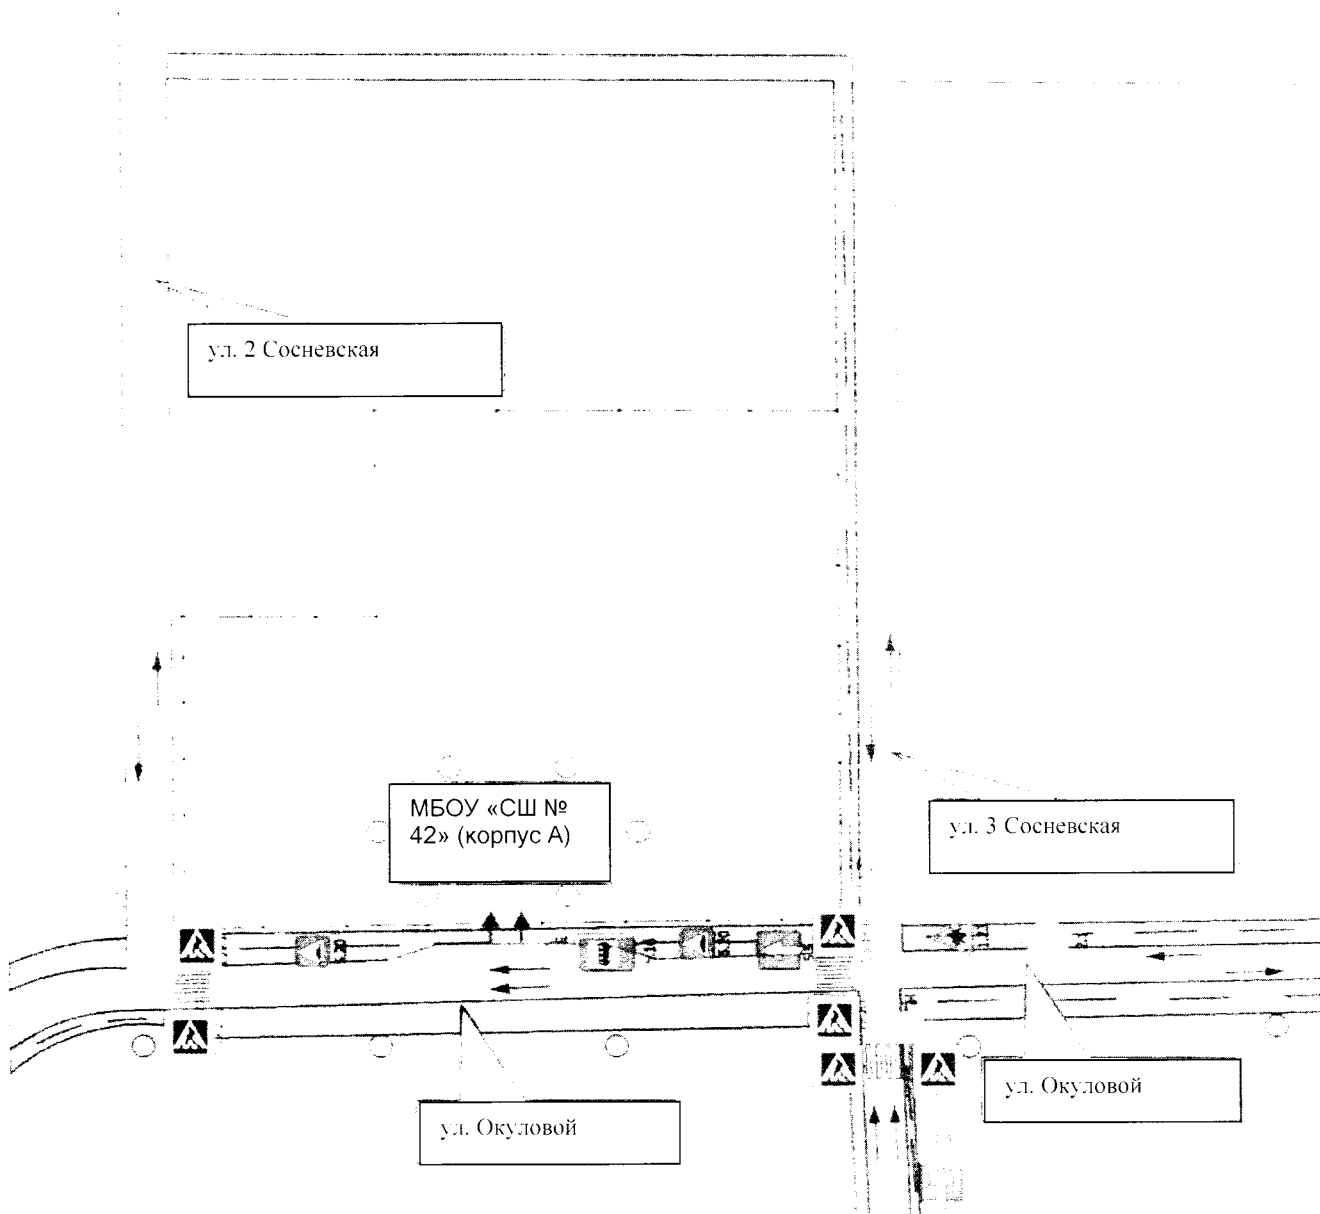 ул. 2 Сосневская
МБОУ «СШ №
42» (корпус А)
ул. 3 Сосневская
ул. Окуловой
ул. Окуловой